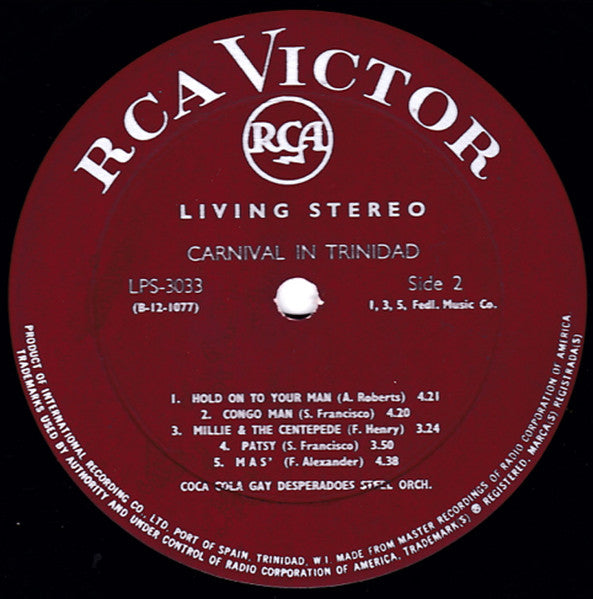 RCA VICTOR
RCA
LIVING STEREO
CARNIVAL IN TRINIDAD
LPS-3033
Side 2
(B-12-1077)
1, 3, 5, Fedl. Music Co.
1. HOLD ON TO YOUR MAN (A. Roberts) 4.21
2. CONGO MAN (S. Francisco) 4.20
3. MILLIE & THE CENTEPEDE (F. Henry) 3.24
4. PATSY (S. Francisco) 3.50
5. MAS' (F. Alexander) 4.38
COCA COLA GAY DESPERADOES STEEL ORCH.
PRODUCT OF INTERNATIONAL RECORDING CO., LTD. PORT OF SPAIN, TRINIDAD, W.I. MADE FROM MASTER RECORDINGS OF RADIO CORPORATION OF AMERICA
TRADEMARKS USED BY AUTHORITY AND UNDER CONTROL OF RADIO CORPORATION OF AMERICA, TRADEMARK(S) ® REGISTERED, MARCA(S) REGISTRADA(S)